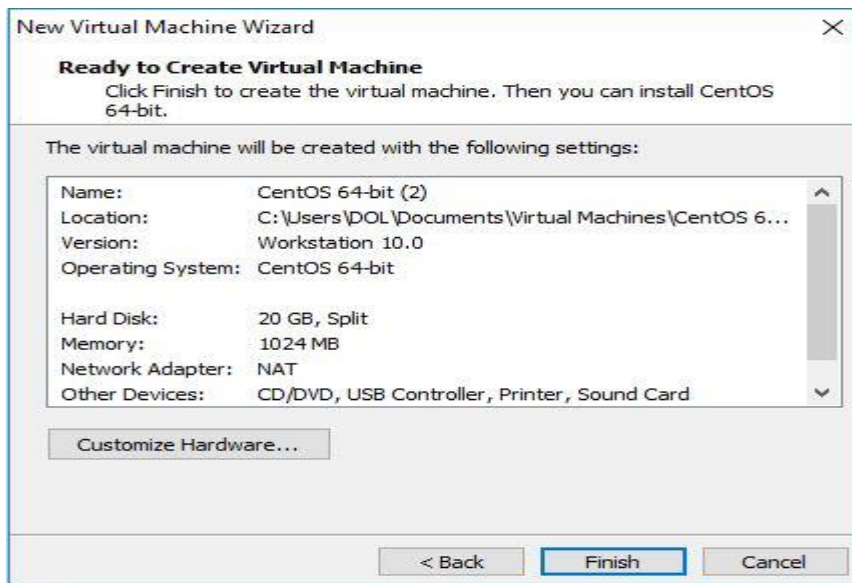 New Virtual Machine Wizard
Ready to Create Virtual Machine
Click Finish to create the virtual machine. Then you can install CentOS
64-bit.
The virtual machine will be created with the following settings:
Name: CentOS 64-bit (2)
Location: C:\Users\DOL\Documents\Virtual Machines\CentOS 6...
Version: Workstation 10.0
Operating System: CentOS 64-bit
Hard Disk: 20 GB, Split
Memory: 1024 MB
Network Adapter: NAT
Other Devices: CD/DVD, USB Controller, Printer, Sound Card
Customize Hardware...
< Back Finish Cancel